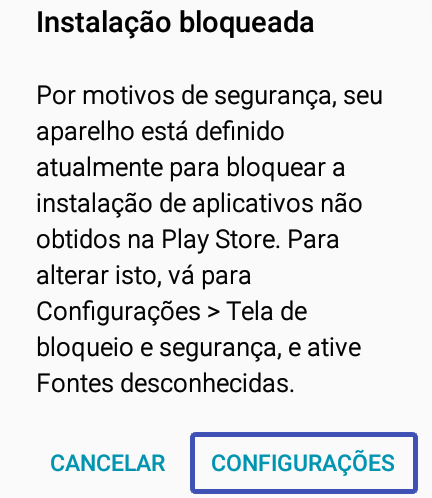 Instalação bloqueada
Por motivos de segurança, seu
aparelho está definido
atualmente para bloquear a
instalação de aplicativos não
obtidos na Play Store. Para
alterar isto, vá para
Configurações > Tela de
bloqueio e segurança, e ative
Fontes desconhecidas.
CANCELAR CONFIGURAÇÕES